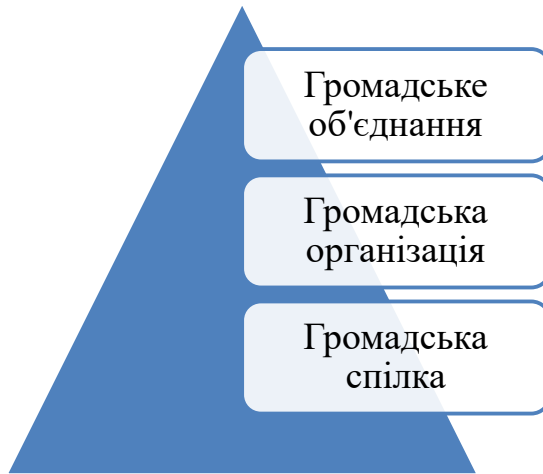 Громадське
об'єднання
Громадська
організація
Громадська
спілка